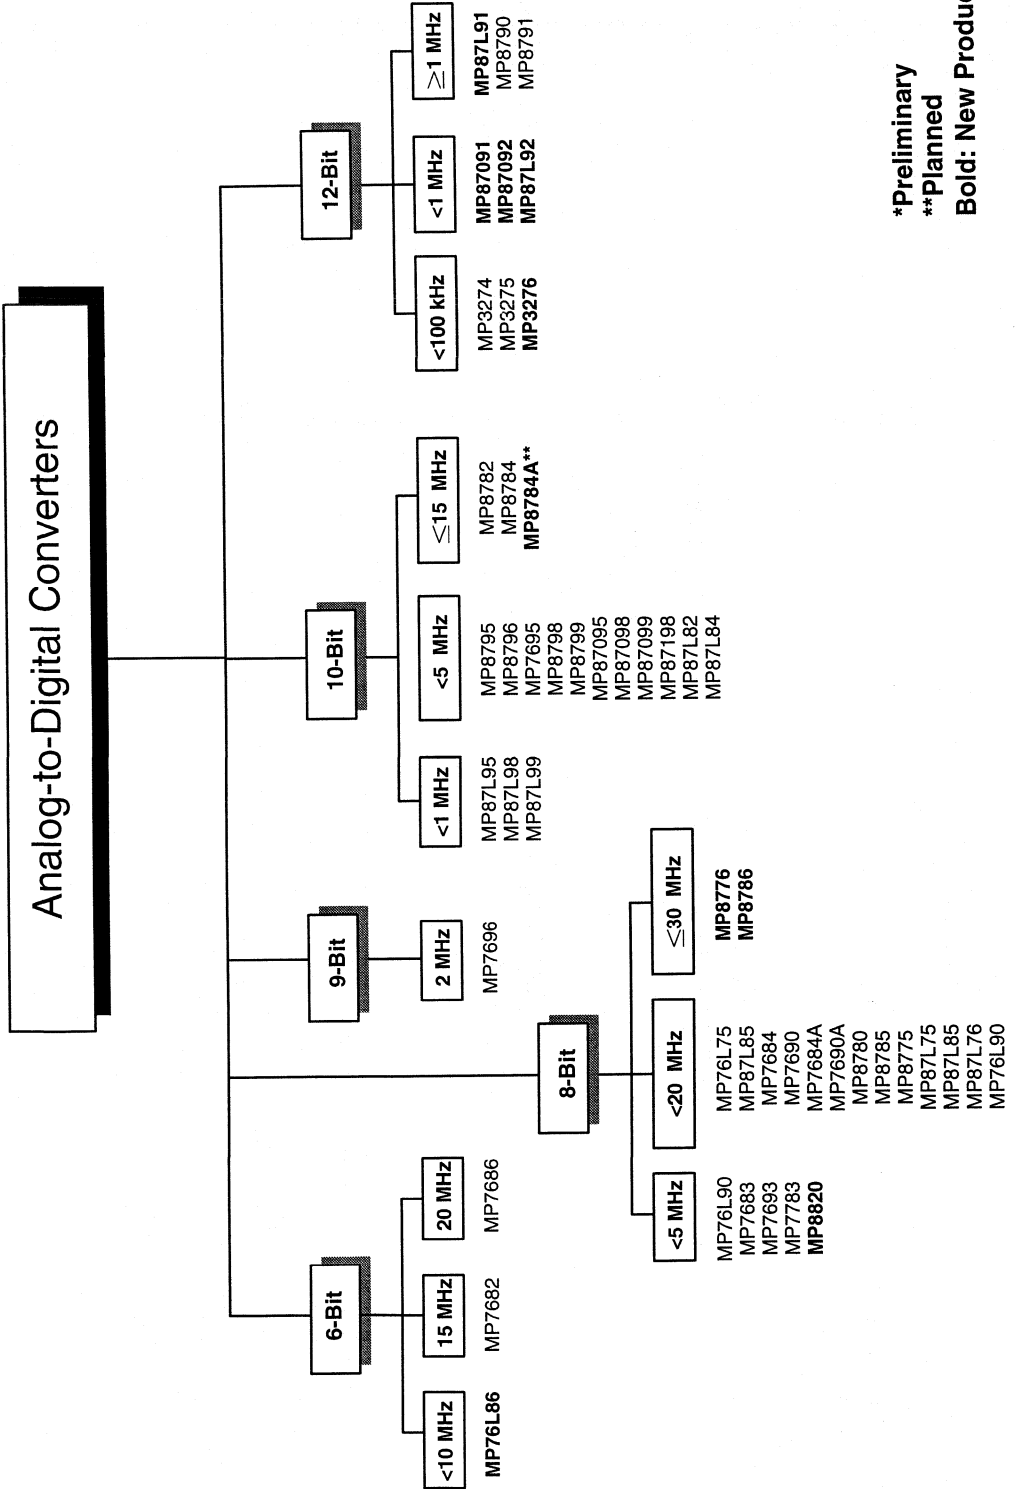 Analog-to-Digital Converters
6-Bit
<10 MHz
MP76L86
15 MHz
MP7682
20 MHz
MP7686
8-Bit
<5 MHz
MP76L90
MP7683
MP7693
MP7783
MP8820
<20 MHz
MP76L75
MP87L85
MP7684
MP7690
MP7684A
MP7690A
MP8780
MP8785
MP8775
MP87L75
MP87L85
MP87L76
MP76L90
≤30 MHz
MP8776
MP8786
9-Bit
2 MHz
MP7696
10-Bit
<1 MHz
MP87L95
MP87L98
MP87L99
<5 MHz
MP8795
MP8796
MP7695
MP8798
MP8799
MP87095
MP87098
MP87099
MP87198
MP87L82
MP87L84
≤15 MHz
MP8782
MP8784
MP8784A**
12-Bit
<100 kHz
MP3274
MP3275
MP3276
<1 MHz
MP87091
MP87092
MP87L92
≥1 MHz
MP87L91
MP8790
MP8791
*Preliminary
**Planned
Bold: New Produc